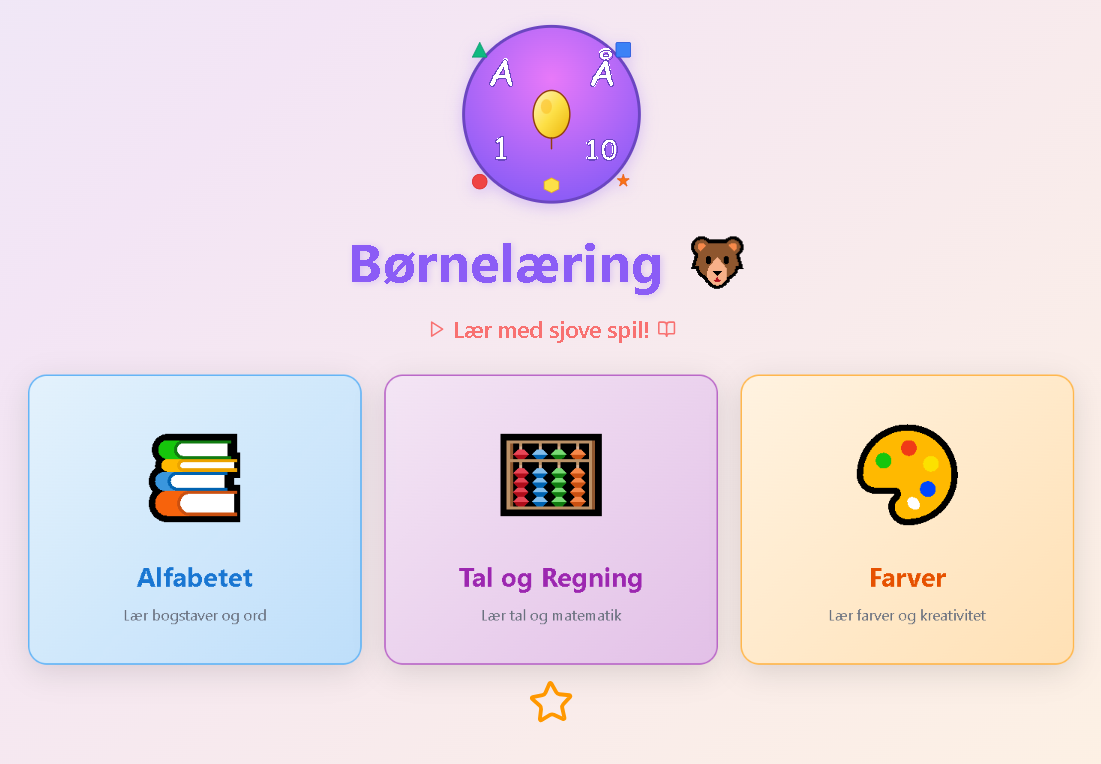 A Å
1 10
Børnelæring
Lær med sjove spil!
Alfabetet
Lær bogstaver og ord
Tal og Regning
Lær tal og matematik
Farver
Lær farver og kreativitet